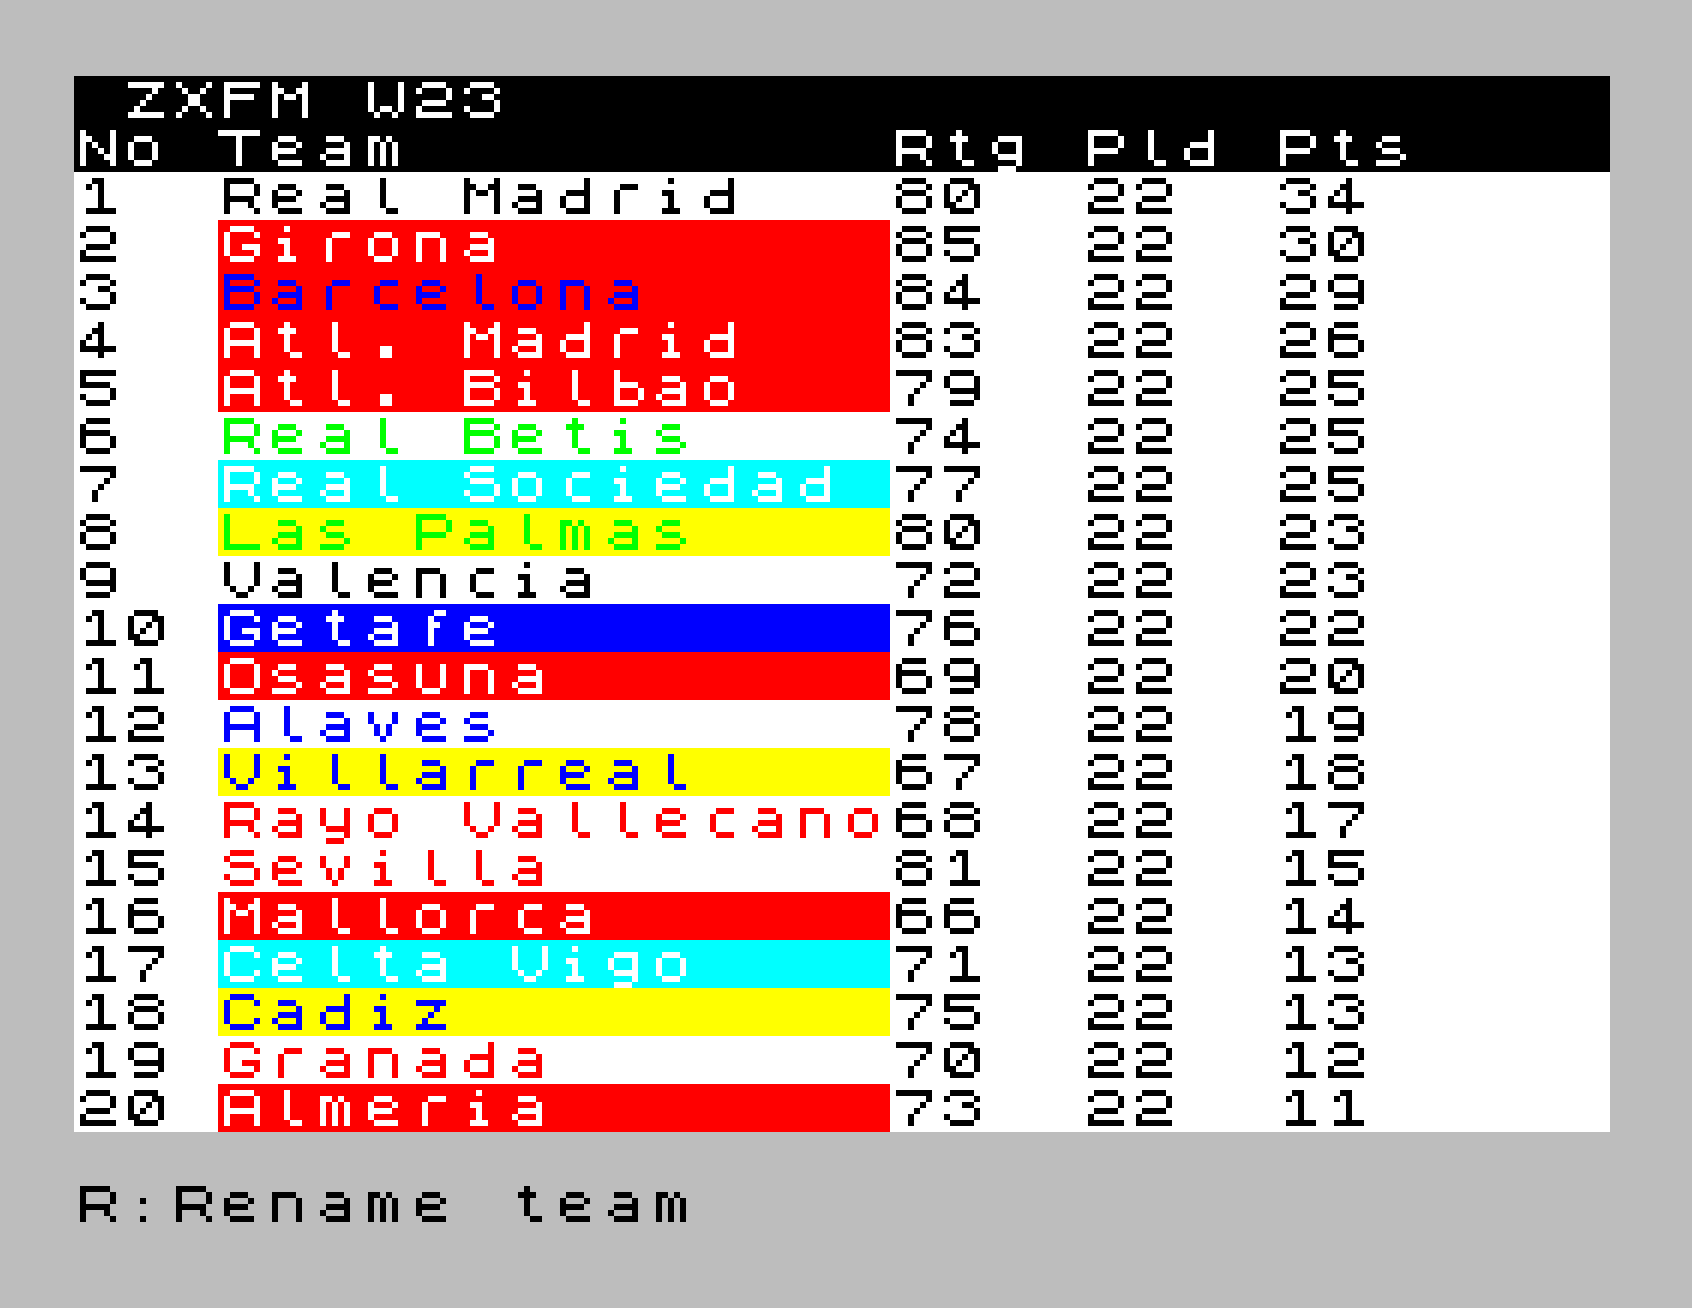 ZXFM W23
No Team Rtg Pld Pts
1 Real Madrid 80 22 34
2 Girona 85 22 30
3 Barcelona 84 22 29
4 Atl. Madrid 83 22 26
5 Atl. Bilbao 79 22 25
6 Real Betis 74 22 25
7 Real Sociedad 77 22 25
8 Las Palmas 80 22 23
9 Valencia 72 22 23
10 Getafe 76 22 22
11 Osasuna 69 22 20
12 Alaves 78 22 19
13 Villarreal 67 22 18
14 Rayo Vallecano 68 22 17
15 Sevilla 81 22 15
16 Mallorca 66 22 14
17 Celta Vigo 71 22 13
18 Cadiz 75 22 13
19 Granada 70 22 12
20 Almeria 73 22 11
R:Rename team